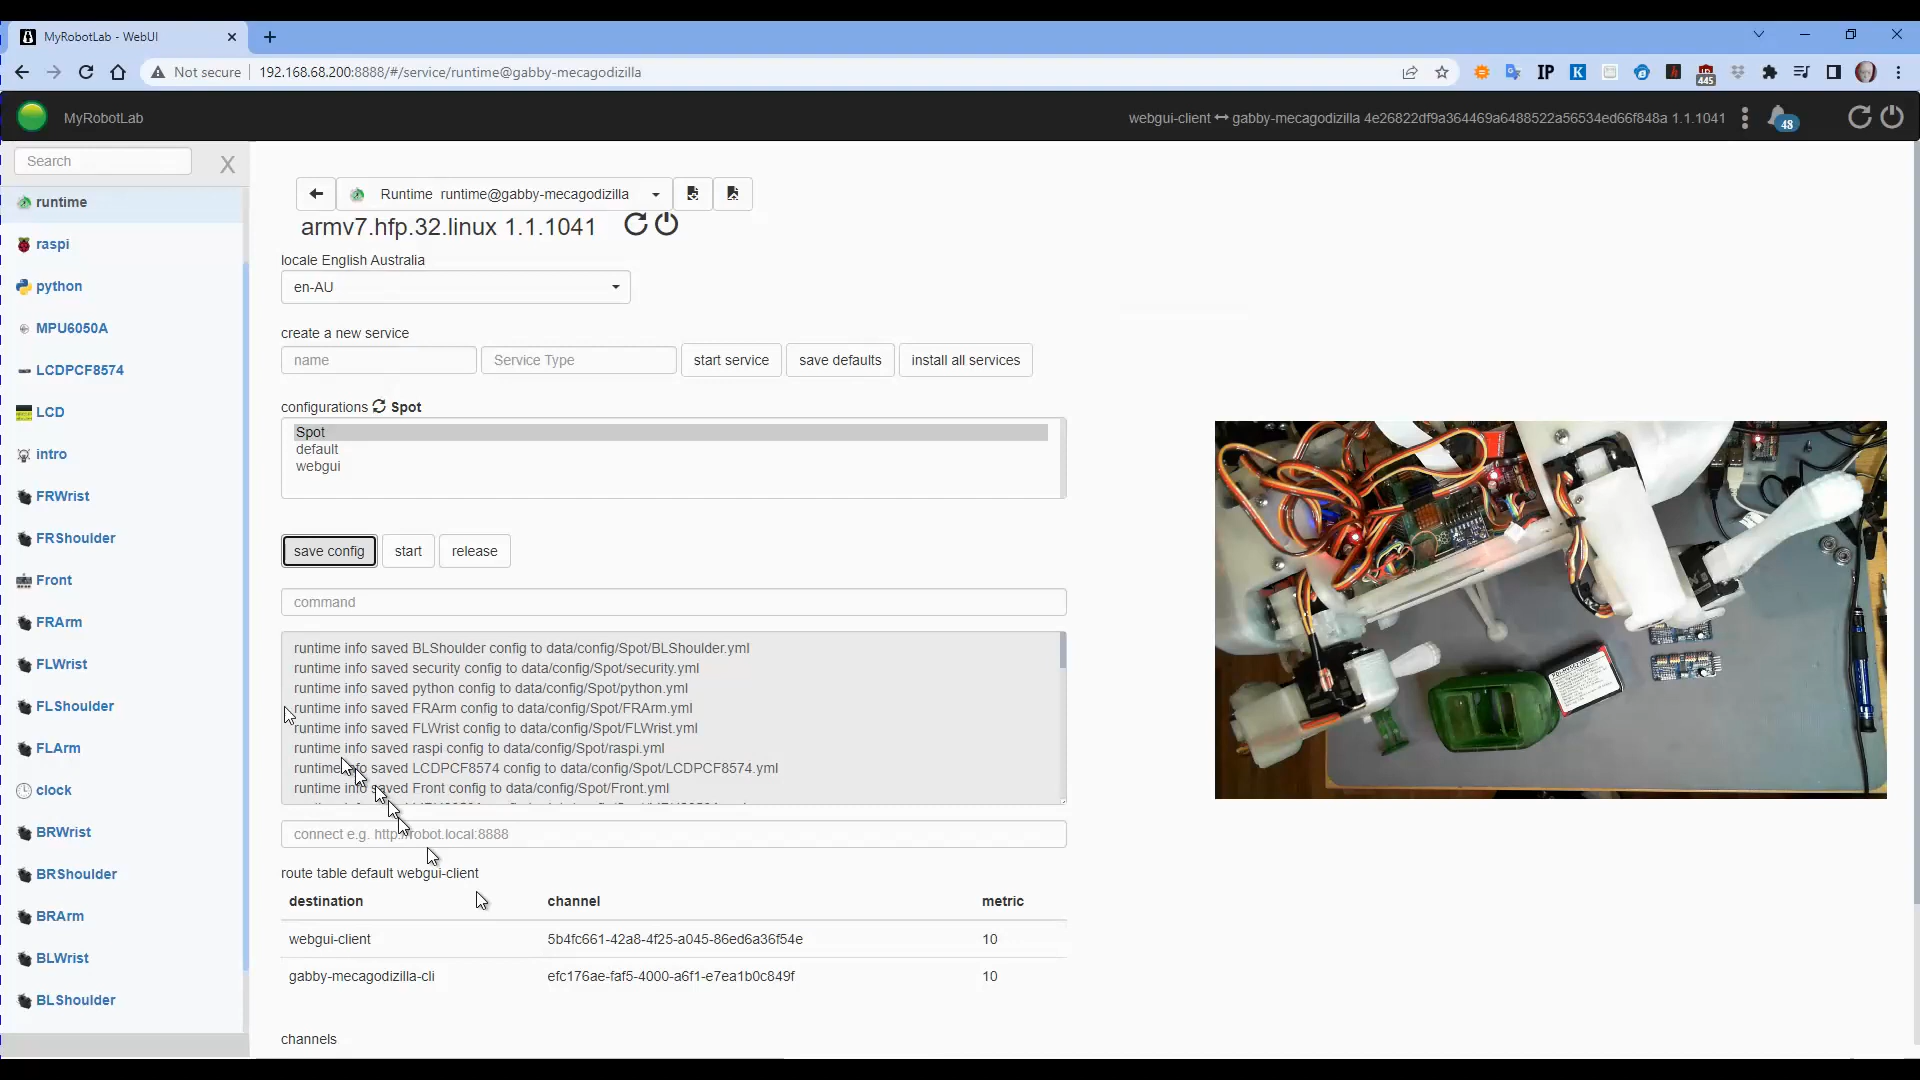 MyRobotLab - WebUI
Not secure
192.168.68.200:8888/#/service/runtime@gabby-mecagodizilla
IP
K
445
MyRobotLab
webgui-client ⟷ gabby-mecagodizilla 4e26822df9a364469a6488522a56534ed66f848a 1.1.1041
48
Search
X
runtime
raspi
python
MPU6050A
LCDPCF8574
LCD
intro
FRWrist
FRShoulder
Front
FRArm
FLWrist
FLShoulder
FLArm
clock
BRWrist
BRShoulder
BRArm
BLWrist
BLShoulder
Runtime runtime@gabby-mecagodizilla
armv7.hfp.32.linux 1.1.1041
locale English Australia
en-AU
create a new service
name
Service Type
start service
save defaults
install all services
configurations Spot
Spot
default
webgui
save config
start
release
command
runtime info saved BLShoulder config to data/config/Spot/BLShoulder.yml
runtime info saved security config to data/config/Spot/security.yml
runtime info saved python config to data/config/Spot/python.yml
runtime info saved FRArm config to data/config/Spot/FRArm.yml
runtime info saved FLWrist config to data/config/Spot/FLWrist.yml
runtime info saved raspi config to data/config/Spot/raspi.yml
runtime info saved LCDPCF8574 config to data/config/Spot/LCDPCF8574.yml
runtime info saved Front config to data/config/Spot/Front.yml
connect e.g. http://robot.local:8888
route table default webgui-client
destination channel metric
webgui-client 5b4fc661-42a8-4f25-a045-86ed6a36f54e 10
gabby-mecagodizilla-cli efc176ae-faf5-4000-a6f1-e7ea1b0c849f 10
channels